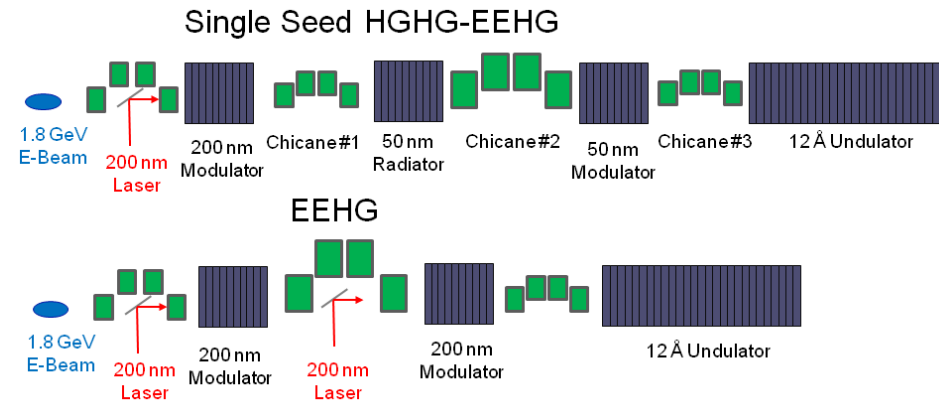 Single Seed HGHG-EEHG
1.8 GeV
E-Beam
200 nm
Laser
200 nm
Modulator
Chicane#1
50 nm
Radiator
Chicane#2
50 nm
Modulator
Chicane#3
12 Å Undulator
EEHG
1.8 GeV
E-Beam
200 nm
Laser
200 nm
Modulator
200 nm
Laser
200 nm
Modulator
12 Å Undulator